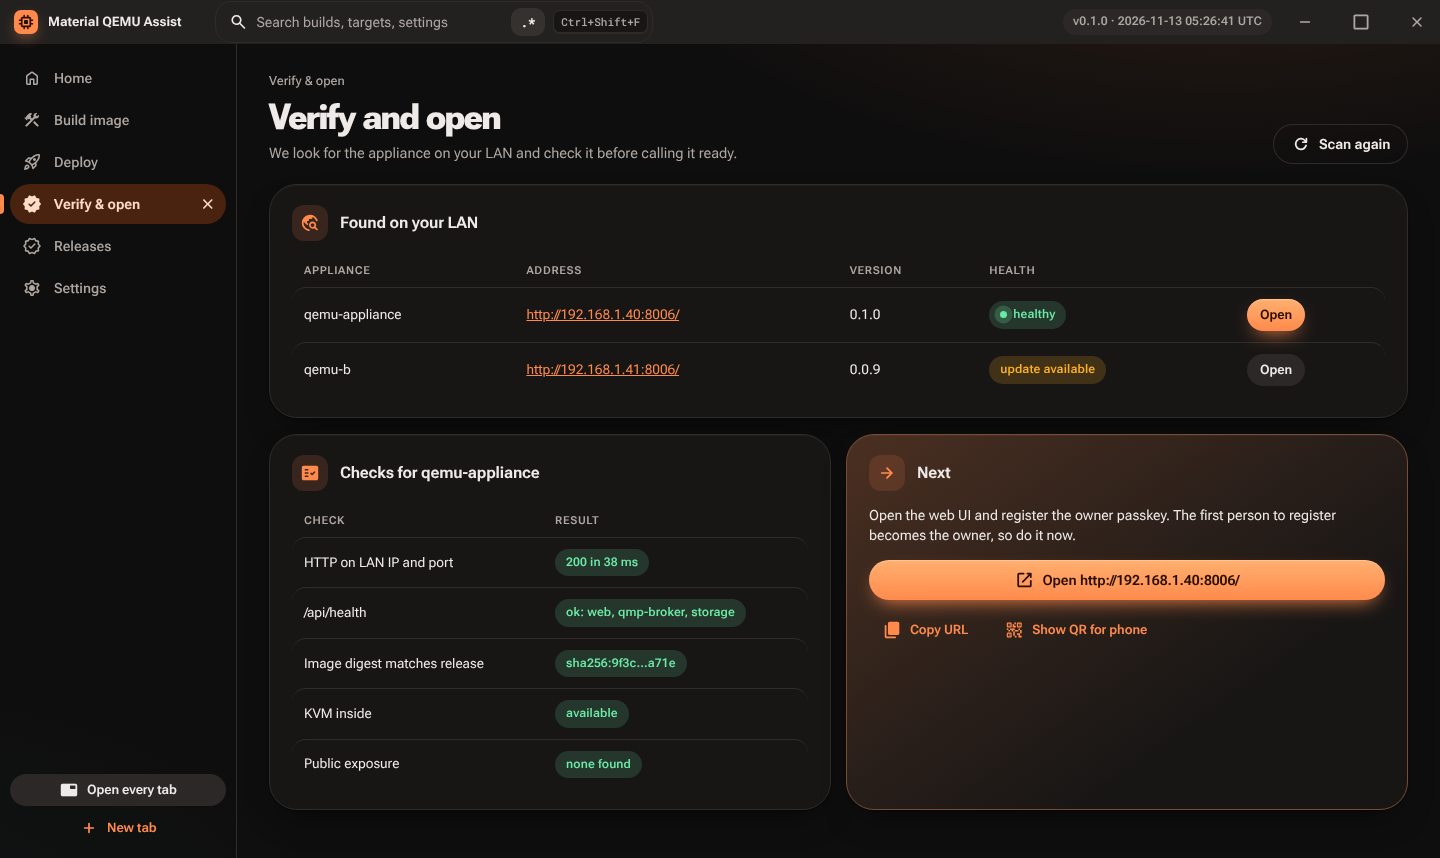 Material QEMU Assist
Search builds, targets, settings
.*
Ctrl+Shift+F
v0.1.0 · 2026-11-13 05:26:41 UTC
Home
Build image
Deploy
Verify & open
Releases
Settings
Open every tab
New tab
Verify & open
Verify and open
We look for the appliance on your LAN and check it before calling it ready.
Scan again
Found on your LAN
APPLIANCE ADDRESS VERSION HEALTH
qemu-appliance http://192.168.1.40:8006/ 0.1.0 healthy Open
qemu-b http://192.168.1.41:8006/ 0.0.9 update available Open
Checks for qemu-appliance
CHECK RESULT
HTTP on LAN IP and port 200 in 38 ms
/api/health ok: web, qmp-broker, storage
Image digest matches release sha256:9f3c…a71e
KVM inside available
Public exposure none found
Next
Open the web UI and register the owner passkey. The first person to register
becomes the owner, so do it now.
Open http://192.168.1.40:8006/
Copy URL
Show QR for phone